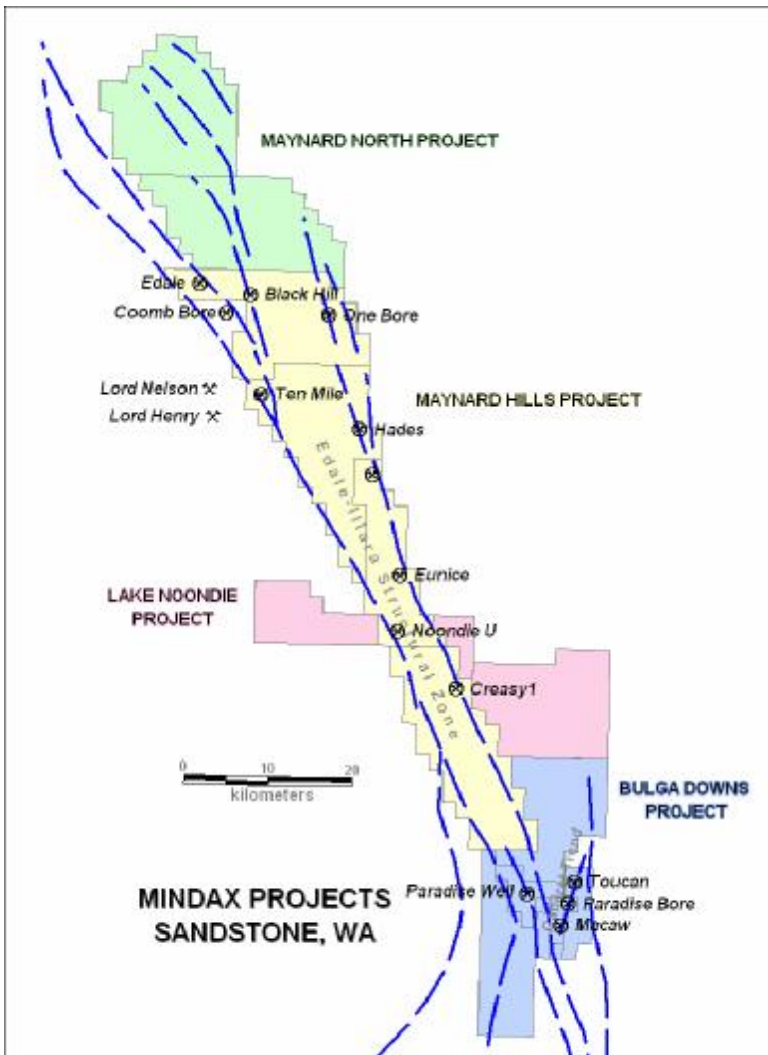 MAYNARD NORTH PROJECT
Edale
Black Hill
Coomb Bore
One Bore
Lord Nelson
Ten Mile
MAYNARD HILLS PROJECT
Lord Henry
Hades
Edale-Illara Structural Zone
Eunice
LAKE NOONDIE
PROJECT
Noondie U
Creasy1
0 10 20
kilometers
BULGA DOWNS
PROJECT
Trend
Toucan
Paradise Well
Paradise Bore
Macaw
MINDAX PROJECTS
SANDSTONE, WA